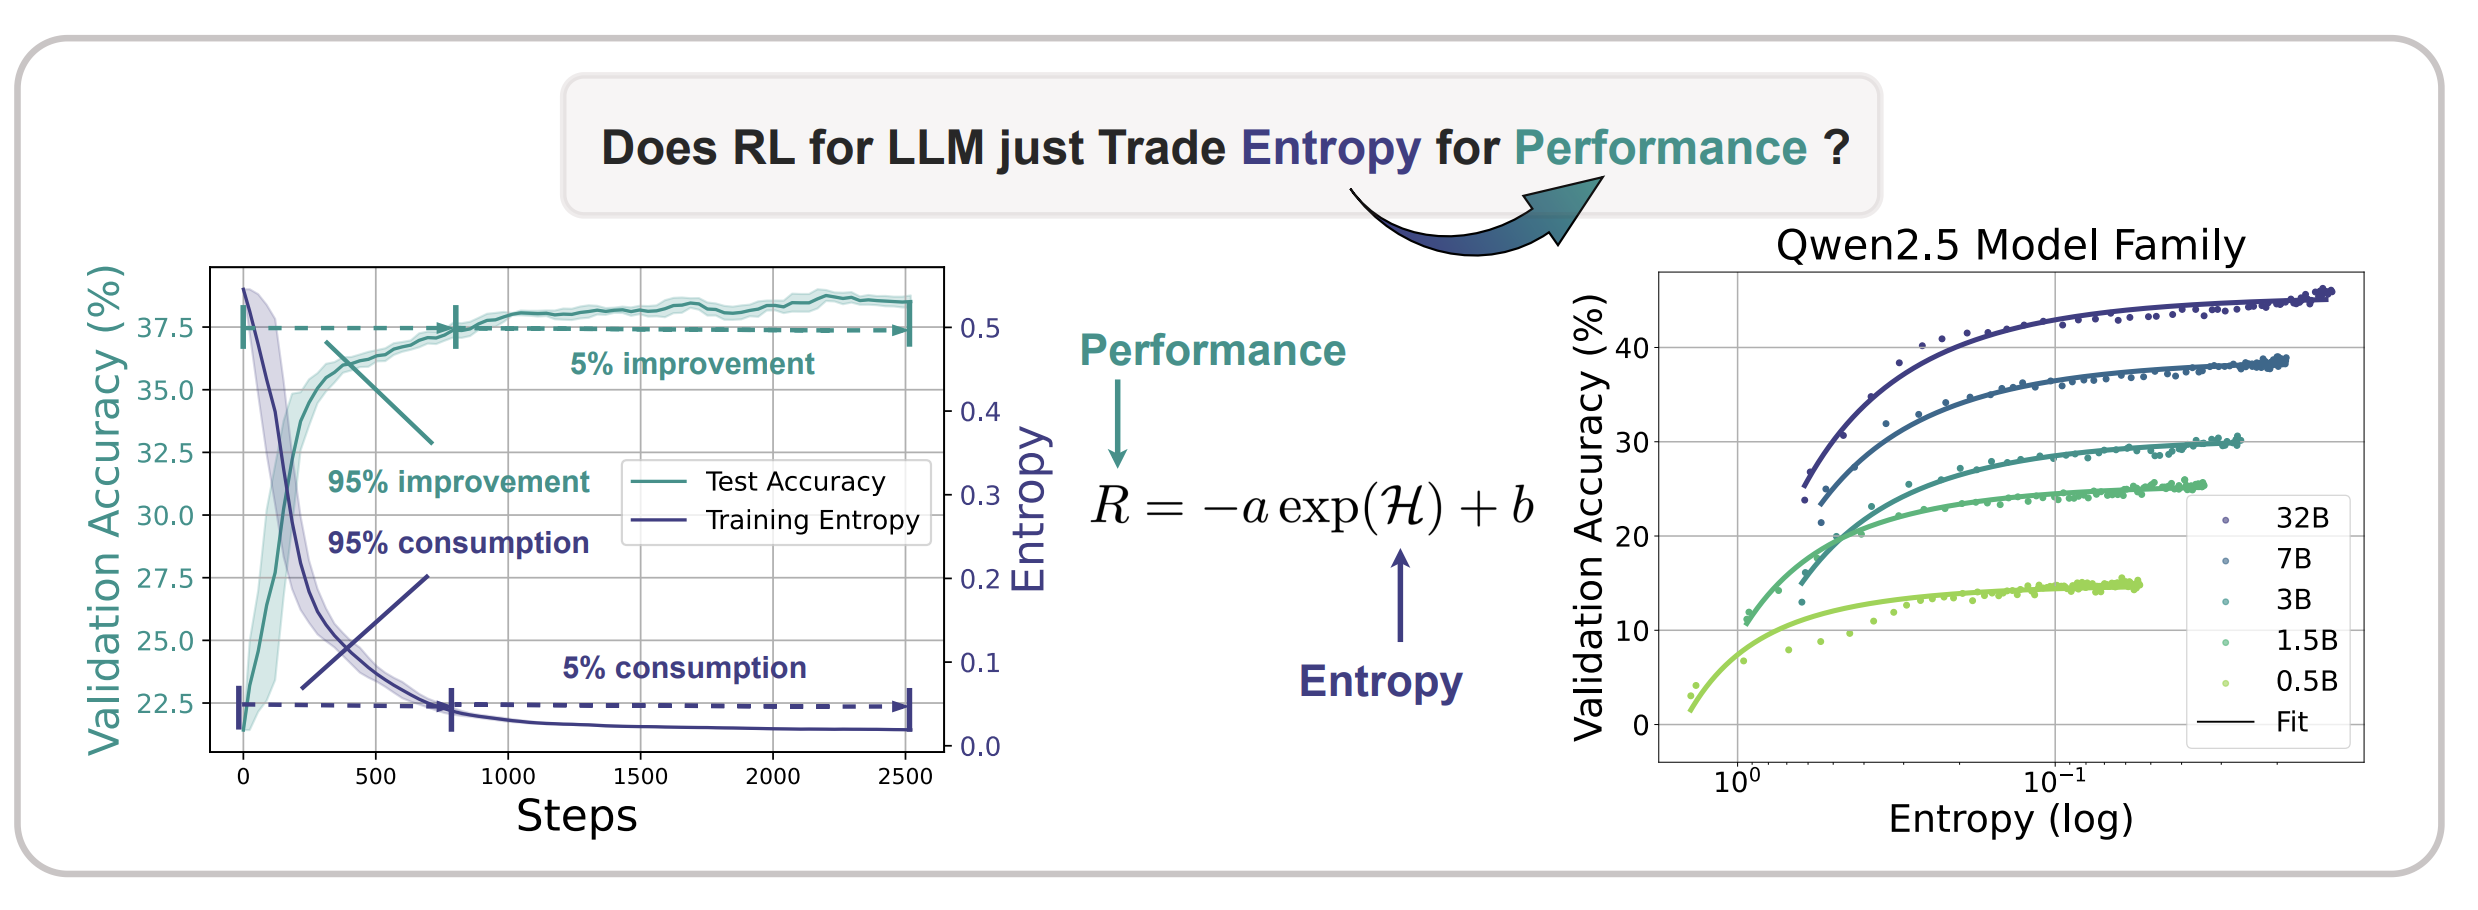 Does RL for LLM just Trade Entropy for Performance ?
Validation Accuracy (%)
37.5
35.0
32.5
30.0
27.5
25.0
22.5
5% improvement
95% improvement
95% consumption
5% consumption
Test Accuracy
Training Entropy
0.5
0.4
0.3
0.2
0.1
0.0
Entropy
0 500 1000 1500 2000 2500
Steps
Performance
R = −a exp(ℋ) + b
Entropy
Qwen2.5 Model Family
Validation Accuracy (%)
40
30
20
10
0
32B
7B
3B
1.5B
0.5B
Fit
10⁰ 10⁻¹
Entropy (log)